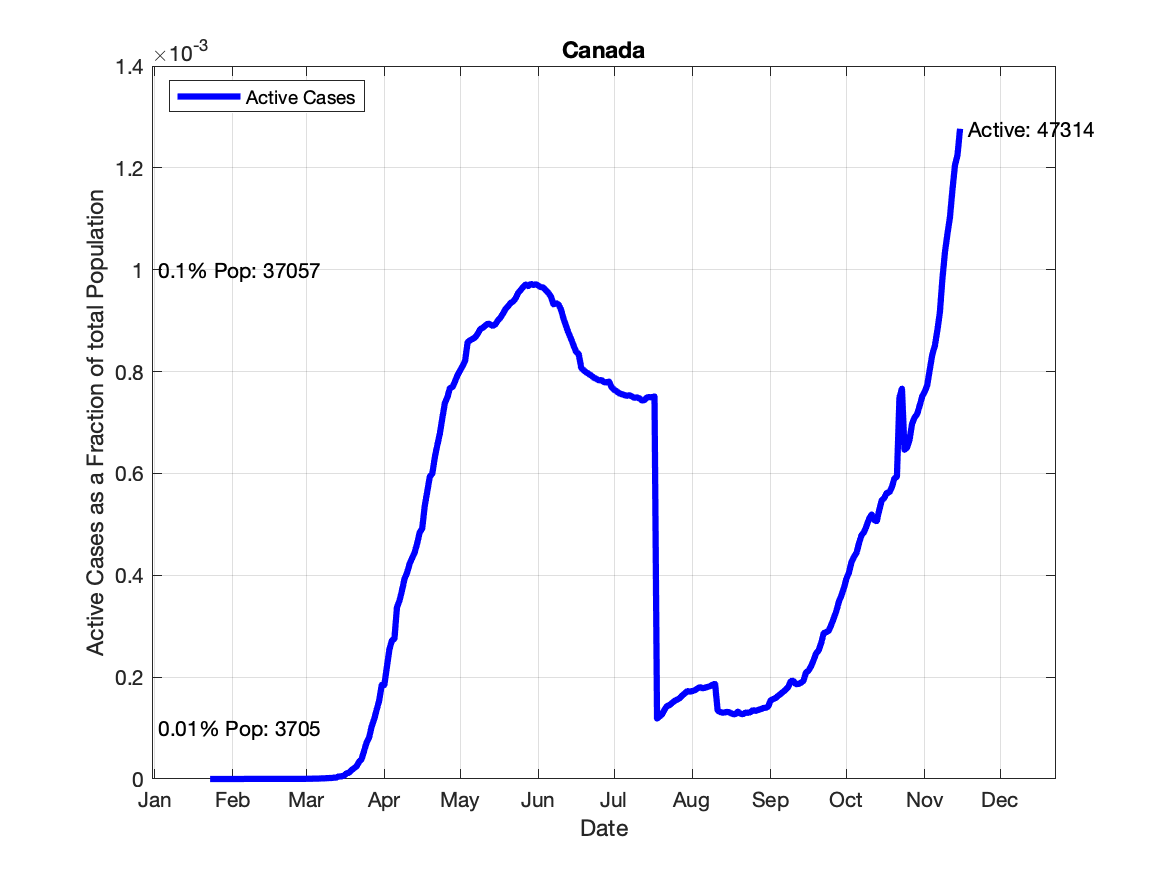 Canada
×10-3
1.4
1.2
1
0.8
0.6
0.4
0.2
0
Active Cases
Active: 47314
0.1% Pop: 37057
0.01% Pop: 3705
Active Cases as a Fraction of total Population
Jan Feb Mar Apr May Jun Jul Aug Sep Oct Nov Dec
Date